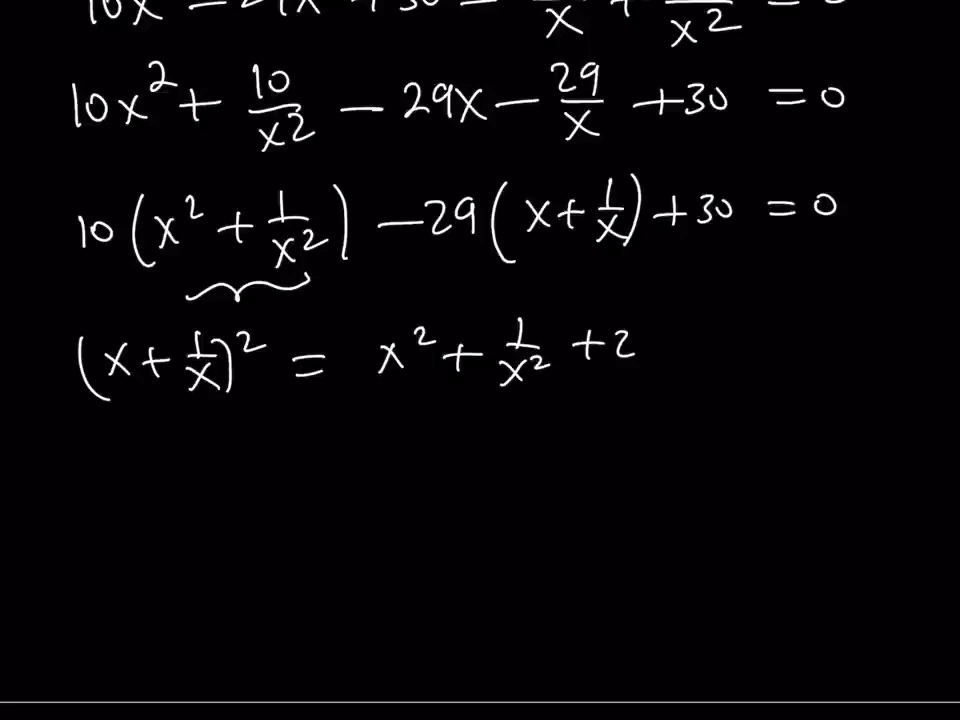 10x² + 10/x² - 29x - 29/x + 30 = 0
10(x² + 1/x²) - 29(x + 1/x) + 30 = 0
(x + 1/x)² = x² + 1/x² + 2